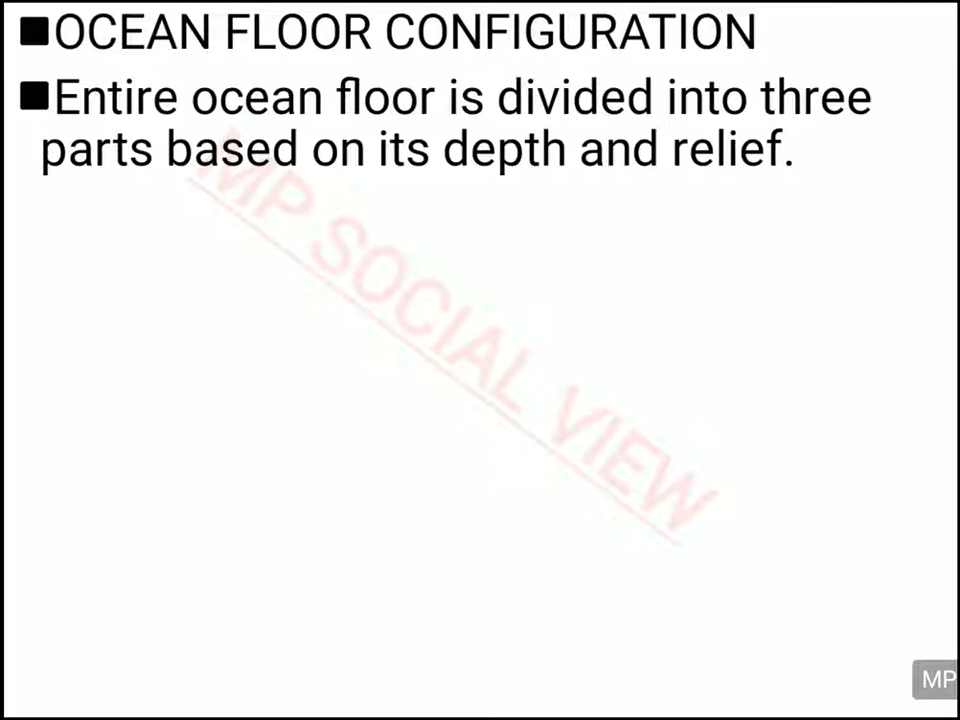 ■OCEAN FLOOR CONFIGURATION
■Entire ocean floor is divided into three
parts based on its depth and relief.
MP SOCIAL VIEW
MP